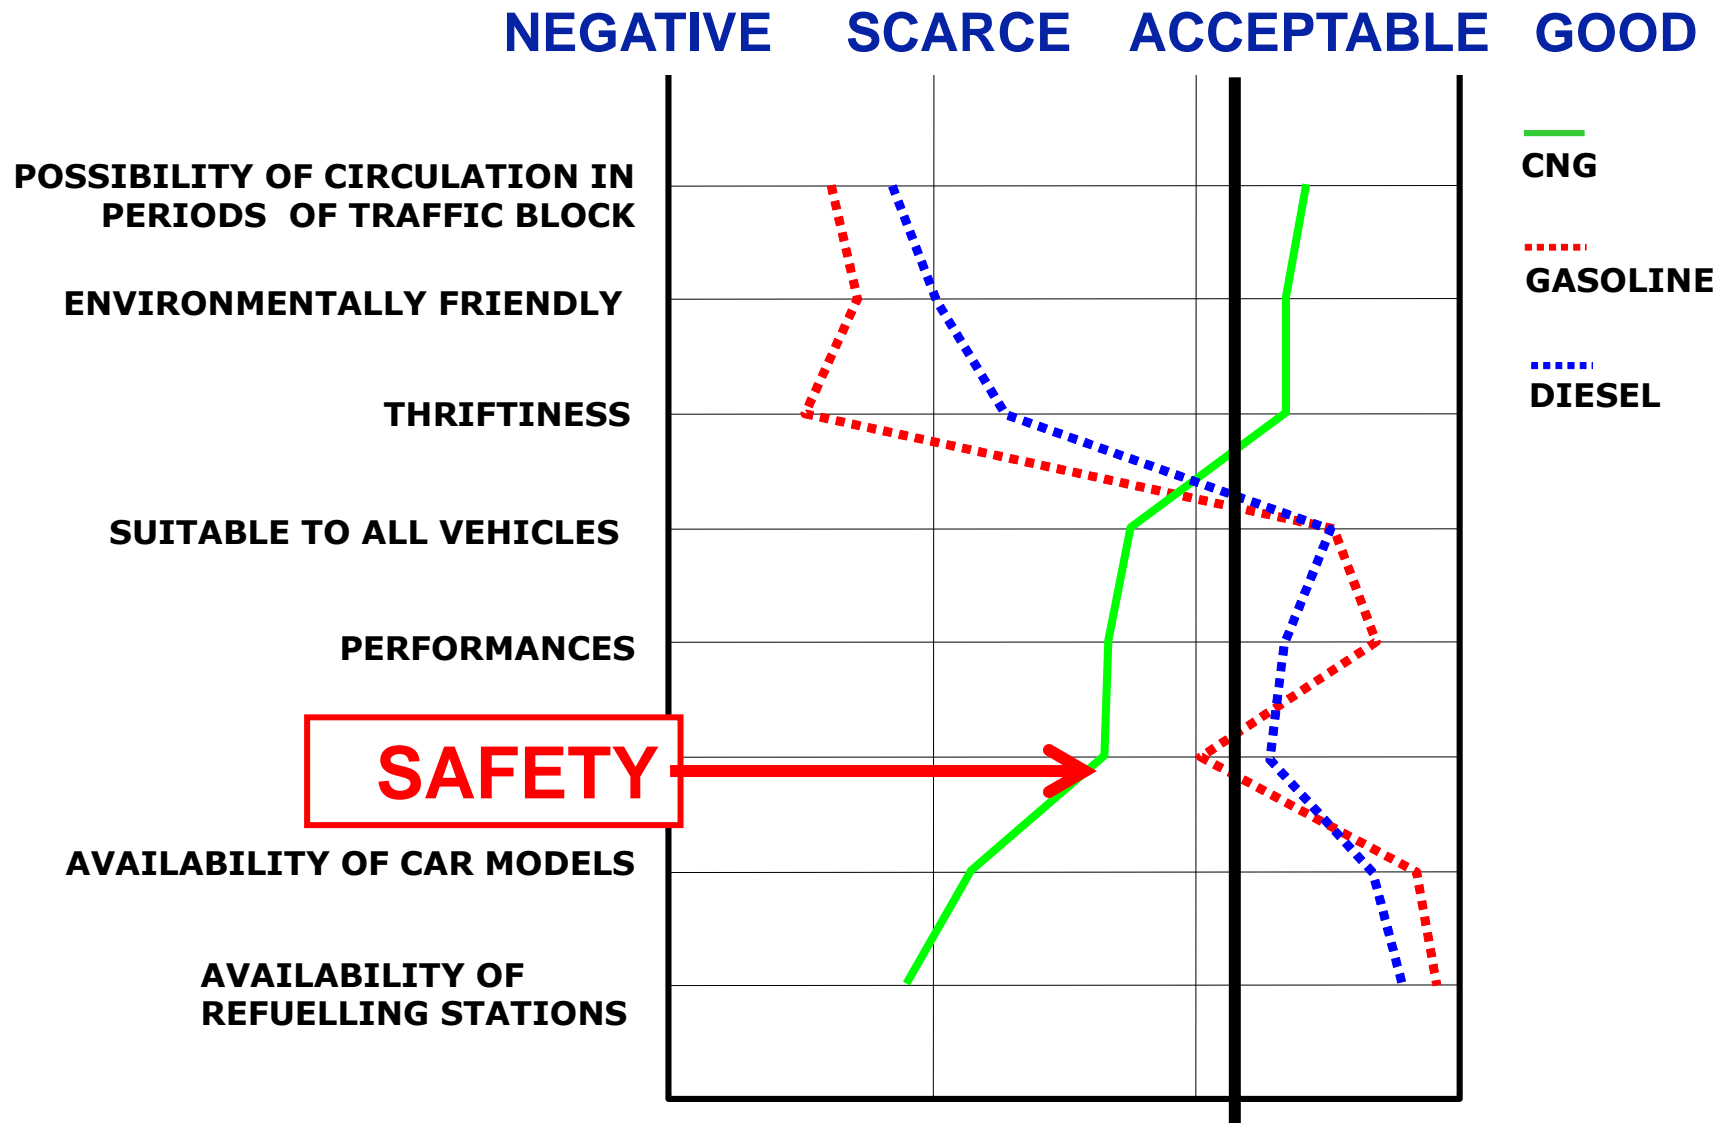 NEGATIVE SCARCE ACCEPTABLE GOOD
CNG
GASOLINE
DIESEL
POSSIBILITY OF CIRCULATION IN
PERIODS OF TRAFFIC BLOCK
ENVIRONMENTALLY FRIENDLY
THRIFTINESS
SUITABLE TO ALL VEHICLES
PERFORMANCES
SAFETY
AVAILABILITY OF CAR MODELS
AVAILABILITY OF
REFUELLING STATIONS